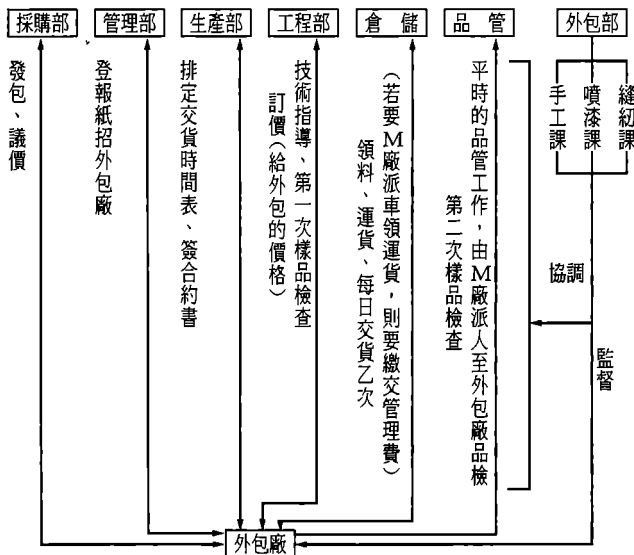 採購部
管理部
生產部
工程部
倉儲
品管
外包部
發包、議價
登報紙招外包廠
排定交貨時間表、簽合約書
技術指導、第一次樣品檢查
訂價(給外包的價格)
(若要M廠派車領運貨,則要繳交管理費)
領料、運貨、每日交貨乙次
平時的品管工作,由M廠派人至外包廠品檢
第二次樣品檢查
手工課
噴漆課
縫紉課
協調
監督
外包廠